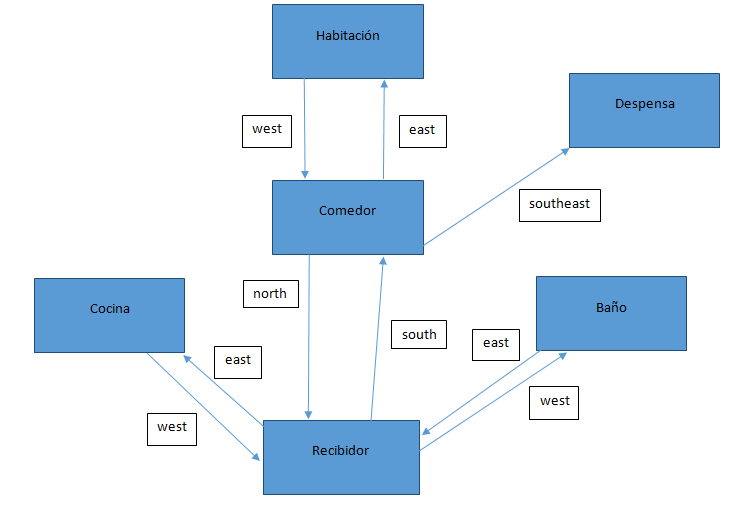 Habitación
Despensa
west
east
southeast
Comedor
north
south
Cocina
Baño
east
east
west
west
Recibidor